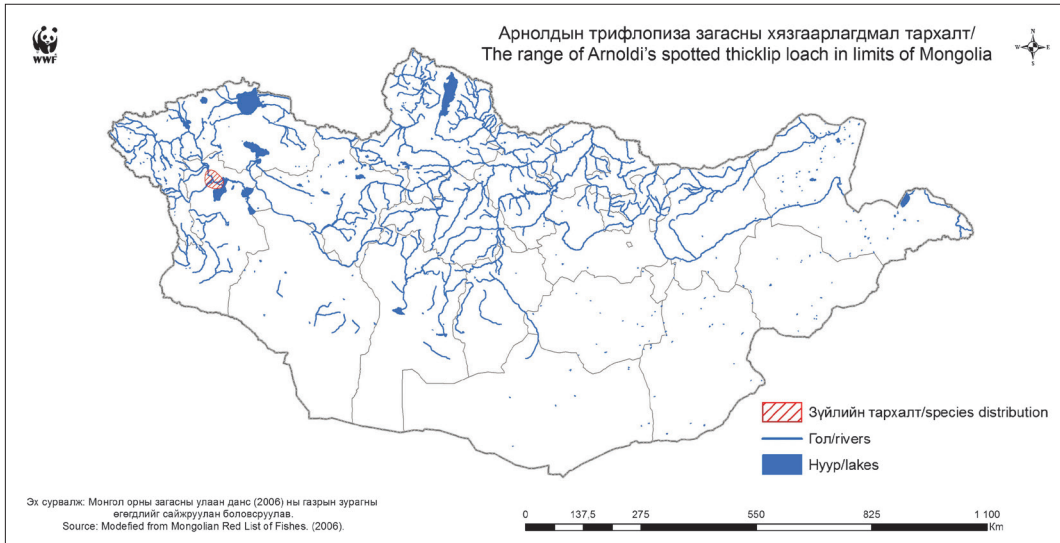 WWF
Арнолдын трифлопиза загасны хязгаарлагдмал тархалт/
The range of Arnoldi's spotted thicklip loach in limits of Mongolia
N
W E
S
Зүйлийн тархалт/species distribution
Гол/rivers
Нуур/lakes
Эх сурвалж: Монгол орны загасны улаан данс (2006) ны газрын зурагны
өгөгдлийг сайжруулан боловсруулав.
Source: Modefied from Mongolian Red List of Fishes. (2006).
0 137,5 275 550 825 1 100
Km